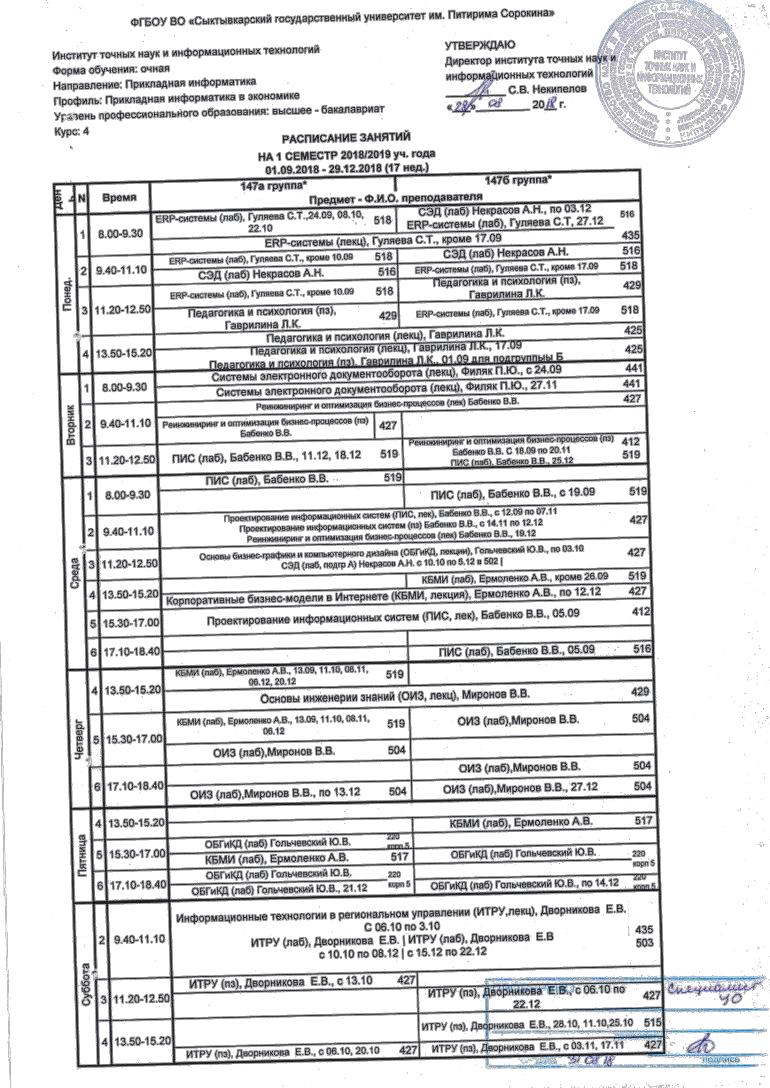 ФГБОУ ВО «Сыктывкарский государственный университет им. Питирима Сорокина»
Институт точных наук и информационных технологий
Форма обучения: очная
Направление: Прикладная информатика
Профиль: Прикладная информатика в экономике
Уровень профессионального образования: высшее - бакалавриат
Курс: 4
УТВЕРЖДАЮ
Директор института точных наук и
информационных технологий
С.В. Некипелов
«28» 08 2018 г.
ИНСТИТУТ
ТОЧНЫХ НАУК И
ИНФОРМАЦИОННЫХ
ТЕХНОЛОГИЙ
РАСПИСАНИЕ ЗАНЯТИЙ
НА 1 СЕМЕСТР 2018/2019 уч. года
01.09.2018 - 29.12.2018 (17 нед.)
N Время 147а группа* 147б группа*
Предмет - Ф.И.О. преподавателя
Понед.
1 8.00-9.30
ERP-системы (лаб), Гуляева С.Т.,24.09, 08.10, 22.10 518
СЭД (лаб) Некрасов А.Н., по 03.12 516
ERP-системы (лаб), Гуляева С.Т, 27.12
ERP-системы (лекц), Гуляева С.Т., кроме 17.09 435
2 9.40-11.10
ERP-системы (лаб), Гуляева С.Т., кроме 10.09 518
СЭД (лаб) Некрасов А.Н. 516
СЭД (лаб) Некрасов А.Н. 516
ERP-системы (лаб), Гуляева С.Т., кроме 17.09 518
3 11.20-12.50
ERP-системы (лаб), Гуляева С.Т., кроме 10.09 518
Педагогика и психология (пз), Гаврилина Л.К. 429
Педагогика и психология (пз), Гаврилина Л.К. 429
ERP-системы (лаб), Гуляева С.Т., кроме 17.09 518
4 13.50-15.20
Педагогика и психология (лекц), Гаврилина Л.К. 425
Педагогика и психология (лекц), Гаврилина Л.К., 17.09 425
Педагогика и психология (пз), Гаврилина Л.К., 01.09 для подгруппыы Б
Вторник
1 8.00-9.30
Системы электронного документооборота (лекц), Филяк П.Ю., с 24.09 441
Системы электронного документооборота (лекц), Филяк П.Ю., 27.11 441
2 9.40-11.10
Реинжиниринг и оптимизация бизнес-процессов (лек) Бабенко В.В. 427
Реинжиниринг и оптимизация бизнес-процессов (пз) Бабенко В.В. 427
3 11.20-12.50
ПИС (лаб), Бабенко В.В., 11.12, 18.12 519
Реинжиниринг и оптимизация бизнес-процессов (пз) 412
Бабенко В.В. С 18.09 по 20.11
ПИС (лаб), Бабенко В.В., 25.12 519
Среда
1 8.00-9.30
ПИС (лаб), Бабенко В.В. 519
ПИС (лаб), Бабенко В.В., с 19.09 519
2 9.40-11.10
Проектирование информационных систем (ПИС, лек), Бабенко В.В., с 12.09 по 07.11
Проектирование информационных систем (пз) Бабенко В.В., с 14.11 по 12.12 427
Реинжиниринг и оптимизация бизнес-процессов (лек) Бабенко В.В., 19.12
3 11.20-12.50
Основы бизнес-графики и компьютерного дизайна (ОБГиКД, лекции), Гольчевский Ю.В., по 03.10 427
СЭД (лаб, подгр А) Некрасов А.Н. с 10.10 по 5.12 в 502 |
4 13.50-15.20
КБМИ (лаб), Ермоленко А.В., кроме 26.09 519
Корпоративные бизнес-модели в Интернете (КБМИ, лекция), Ермоленко А.В., по 12.12 427
5 15.30-17.00
Проектирование информационных систем (ПИС, лек), Бабенко В.В., 05.09 412
6 17.10-18.40
ПИС (лаб), Бабенко В.В., 05.09 516
Четверг
4 13.50-15.20
КБМИ (лаб), Ермоленко А.В., 13.09, 11.10, 08.11, 06.12, 20.12 519
Основы инженерии знаний (ОИЗ, лекц), Миронов В.В. 429
5 15.30-17.00
КБМИ (лаб), Ермоленко А.В., 13.09, 11.10, 08.11, 06.12 519
ОИЗ (лаб),Миронов В.В. 504
ОИЗ (лаб),Миронов В.В. 504
6 17.10-18.40
ОИЗ (лаб),Миронов В.В. 504
ОИЗ (лаб),Миронов В.В., по 13.12 504
ОИЗ (лаб),Миронов В.В., 27.12 504
Пятница
4 13.50-15.20
КБМИ (лаб), Ермоленко А.В. 517
5 15.30-17.00
ОБГиКД (лаб) Гольчевский Ю.В. 220 корп 5
КБМИ (лаб), Ермоленко А.В. 517
ОБГиКД (лаб) Гольчевский Ю.В. 220 корп 5
6 17.10-18.40
ОБГиКД (лаб) Гольчевский Ю.В. 220 корп 5
ОБГиКД (лаб) Гольчевский Ю.В., 21.12
ОБГиКД (лаб) Гольчевский Ю.В., по 14.12 220 корп.5
Суббота
2 9.40-11.10
Информационные технологии в региональном управлении (ИТРУ,лекц), Дворникова Е.В.
С 06.10 по 3.10 435
ИТРУ (лаб), Дворникова Е.В. | ИТРУ (лаб), Дворникова Е.В 503
с 10.10 по 08.12 | с 15.12 по 22.12
3 11.20-12.50
ИТРУ (пз), Дворникова Е.В., с 13.10 427
ИТРУ (пз), Дворникова Е.В., с 06.10 по 22.12 427
4 13.50-15.20
ИТРУ (пз), Дворникова Е.В., 28.10, 11.10,25.10 515
ИТРУ (пз), Дворникова Е.В., с 06.10, 20.10 427
ИТРУ (пз), Дворникова Е.В., с 03.11, 17.11 427
Специалист
УО
31.08.18
подпись